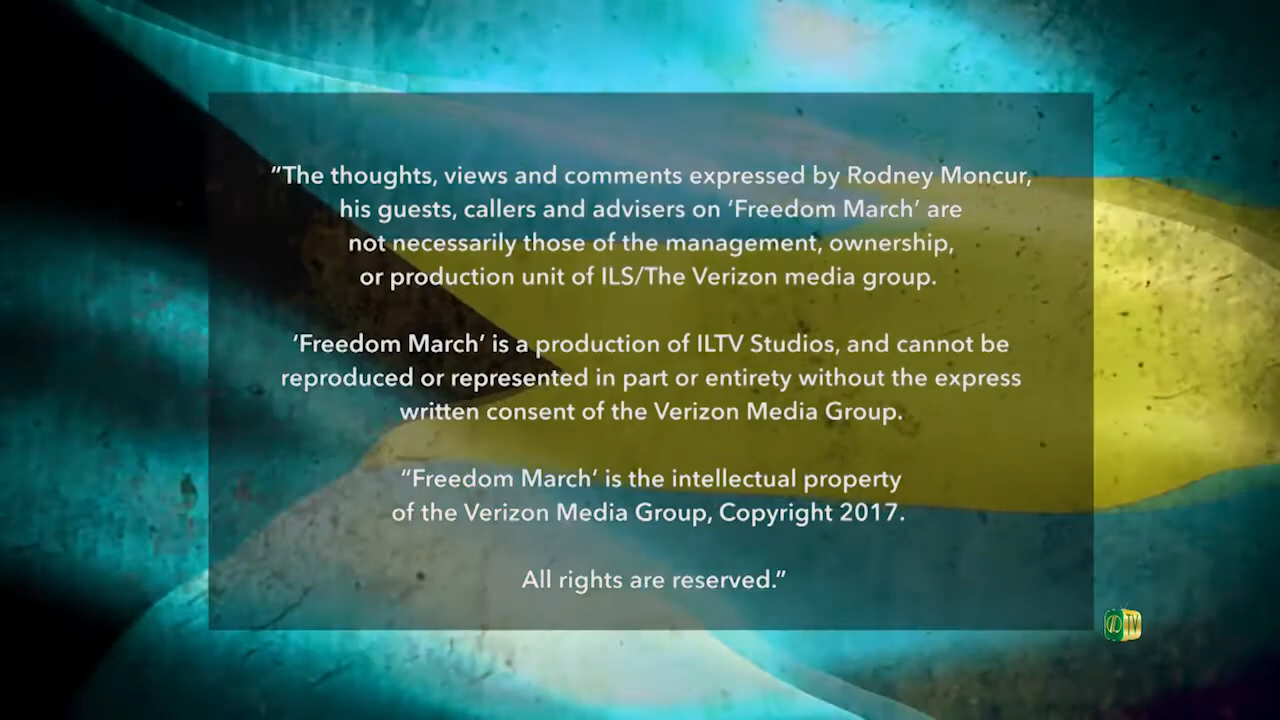 “The thoughts, views and comments expressed by Rodney Moncur,
his guests, callers and advisers on ‘Freedom March’ are
not necessarily those of the management, ownership,
or production unit of ILS/The Verizon media group.
‘Freedom March’ is a production of ILTV Studios, and cannot be
reproduced or represented in part or entirety without the express
written consent of the Verizon Media Group.
“Freedom March’ is the intellectual property
of the Verizon Media Group, Copyright 2017.
All rights are reserved.”
TV